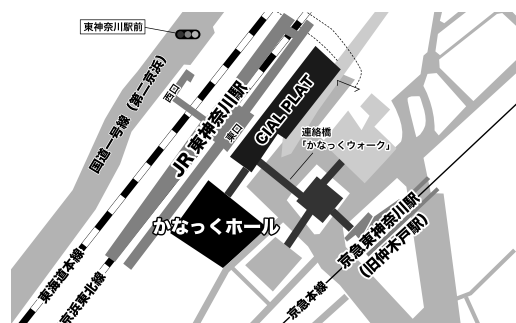 東神奈川駅前
国道一号線（第二京浜）
西口
JR 東神奈川駅
東口
CIAL PLAT
連絡橋
「かなっくウォーク」
かなっくホール
京急東神奈川駅
（旧仲木戸駅）
東海道本線
京浜東北線
京急本線